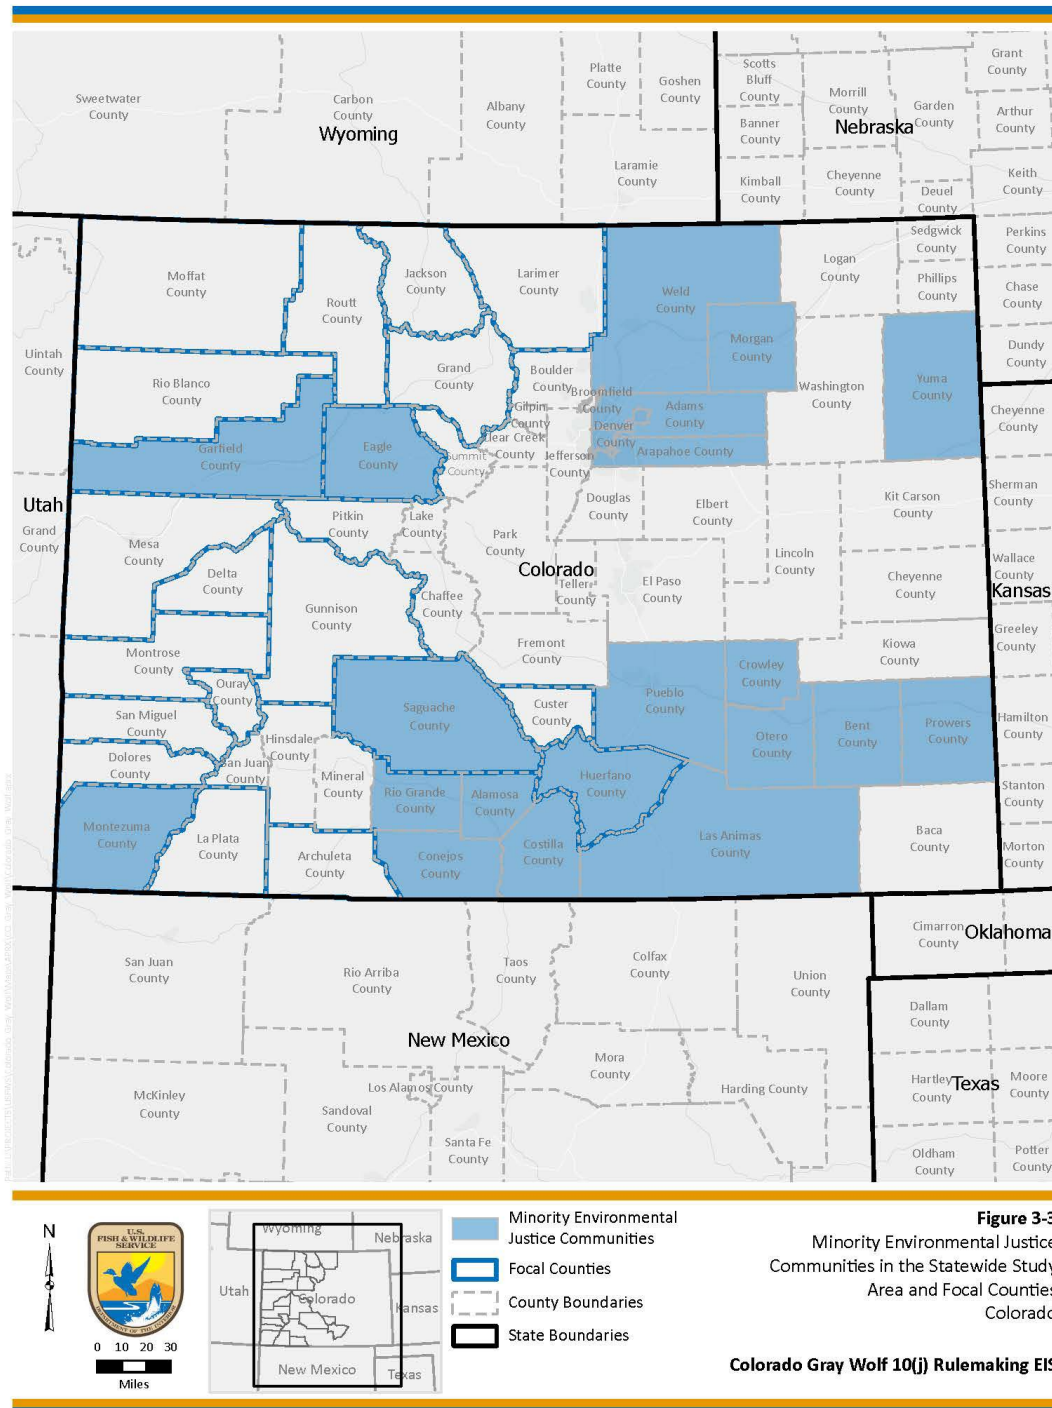 Sweetwater
County
Carbon
County
Albany
County
Platte
County
Goshen
County
Laramie
County
Wyoming
Scotts
Bluff
County
Banner
County
Kimball
County
Morrill
County
Cheyenne
County
Garden
County
Deuel
County
Grant
County
Arthur
County
Keith
County
Nebraska
Sedgwick
County
Perkins
County
Phillips
County
Chase
County
Dundy
County
Moffat
County
Routt
County
Jackson
County
Larimer
County
Weld
County
Logan
County
Morgan
County
Washington
County
Yuma
County
Uintah
County
Rio Blanco
County
Grand
County
Boulder
County
Broomfield
County
Gilpin
County
Clear Creek
County
Denver
County
Adams
County
Arapahoe County
Cheyenne
County
Garfield
County
Eagle
County
Summit
County
Jefferson
County
Utah
Grand
County
Mesa
County
Pitkin
County
Lake
County
Park
County
Douglas
County
Elbert
County
Kit Carson
County
Sherman
County
Lincoln
County
Cheyenne
County
Wallace
County
Kansas
Colorado
Delta
County
Gunnison
County
Chaffee
County
Teller
County
El Paso
County
Fremont
County
Kiowa
County
Greeley
County
Montrose
County
Ouray
County
San Miguel
County
Dolores
County
San Juan
County
Hinsdale
County
Mineral
County
Saguache
County
Custer
County
Pueblo
County
Crowley
County
Otero
County
Bent
County
Prowers
County
Hamilton
County
Stanton
County
Morton
County
Montezuma
County
La Plata
County
Archuleta
County
Rio Grande
County
Alamosa
County
Conejos
County
Costilla
County
Huerfano
County
Las Animas
County
Baca
County
Cimarron
County
Oklahoma
San Juan
County
Rio Arriba
County
Taos
County
Colfax
County
Union
County
Dallam
County
New Mexico
Mora
County
Harding County
Hartley
County
Texas
Moore
County
McKinley
County
Los Alamos County
Sandoval
County
Santa Fe
County
Oldham
County
Potter
County
N
U.S.
FISH & WILDLIFE
SERVICE
DEPARTMENT OF THE INTERIOR
0 10 20 30
Miles
Wyoming
Nebraska
Utah
Colorado
Kansas
New Mexico
Texas
Minority Environmental
Justice Communities
Focal Counties
County Boundaries
State Boundaries
Figure 3-3
Minority Environmental Justice
Communities in the Statewide Study
Area and Focal Counties
Colorado
Colorado Gray Wolf 10(j) Rulemaking EIS